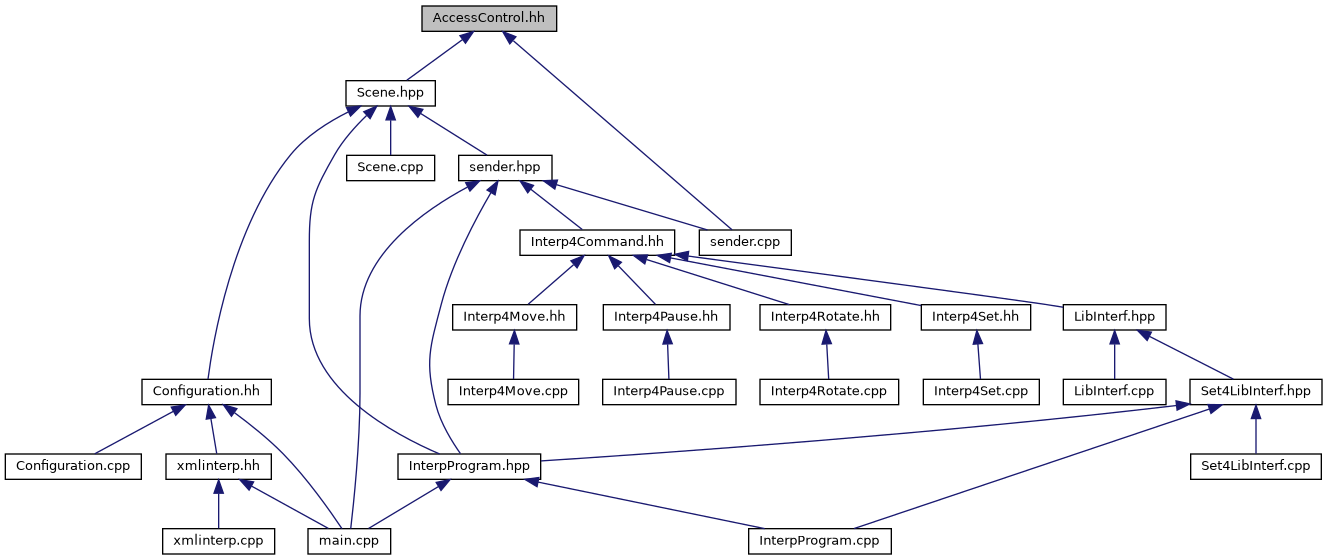 AccessControl.hh
Scene.hpp
Scene.cpp
sender.hpp
Interp4Command.hh
sender.cpp
Interp4Move.hh
Interp4Pause.hh
Interp4Rotate.hh
Interp4Set.hh
LibInterf.hpp
Configuration.hh
Interp4Move.cpp
Interp4Pause.cpp
Interp4Rotate.cpp
Interp4Set.cpp
LibInterf.cpp
Set4LibInterf.hpp
Configuration.cpp
xmlinterp.hh
InterpProgram.hpp
Set4LibInterf.cpp
xmlinterp.cpp
main.cpp
InterpProgram.cpp